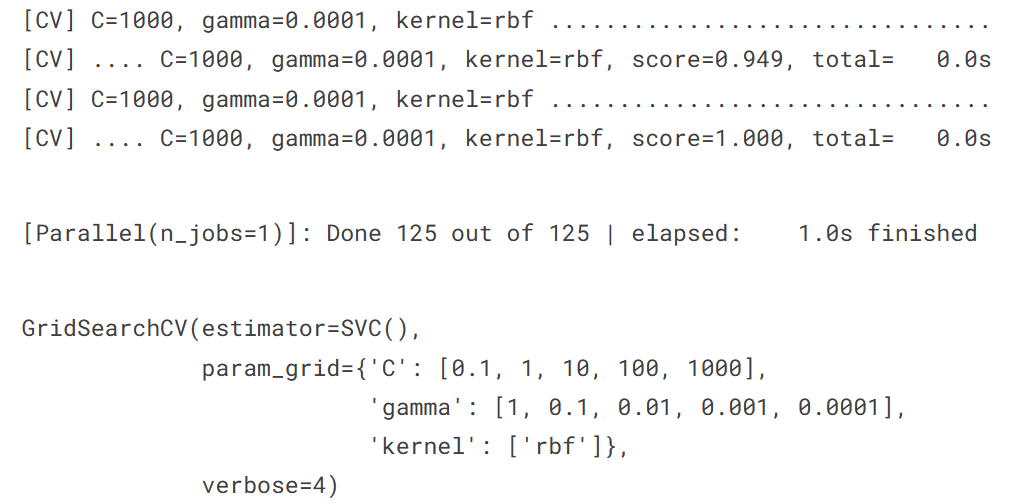 [CV] C=1000, gamma=0.0001, kernel=rbf ................................
[CV] .... C=1000, gamma=0.0001, kernel=rbf, score=0.949, total=   0.0s
[CV] C=1000, gamma=0.0001, kernel=rbf ................................
[CV] .... C=1000, gamma=0.0001, kernel=rbf, score=1.000, total=   0.0s
[Parallel(n_jobs=1)]: Done 125 out of 125 | elapsed:    1.0s finished
GridSearchCV(estimator=SVC(),
             param_grid={'C': [0.1, 1, 10, 100, 1000],
                         'gamma': [1, 0.1, 0.01, 0.001, 0.0001],
                         'kernel': ['rbf']},
             verbose=4)